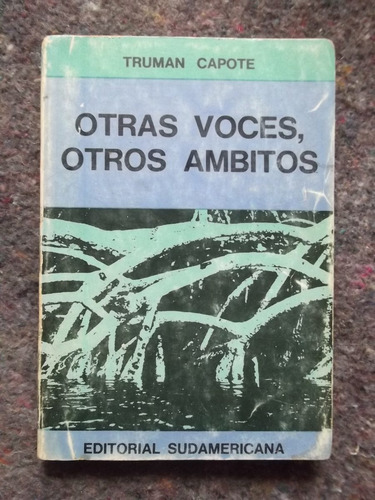 TRUMAN CAPOTE
OTRAS VOCES,
OTROS AMBITOS
EDITORIAL SUDAMERICANA